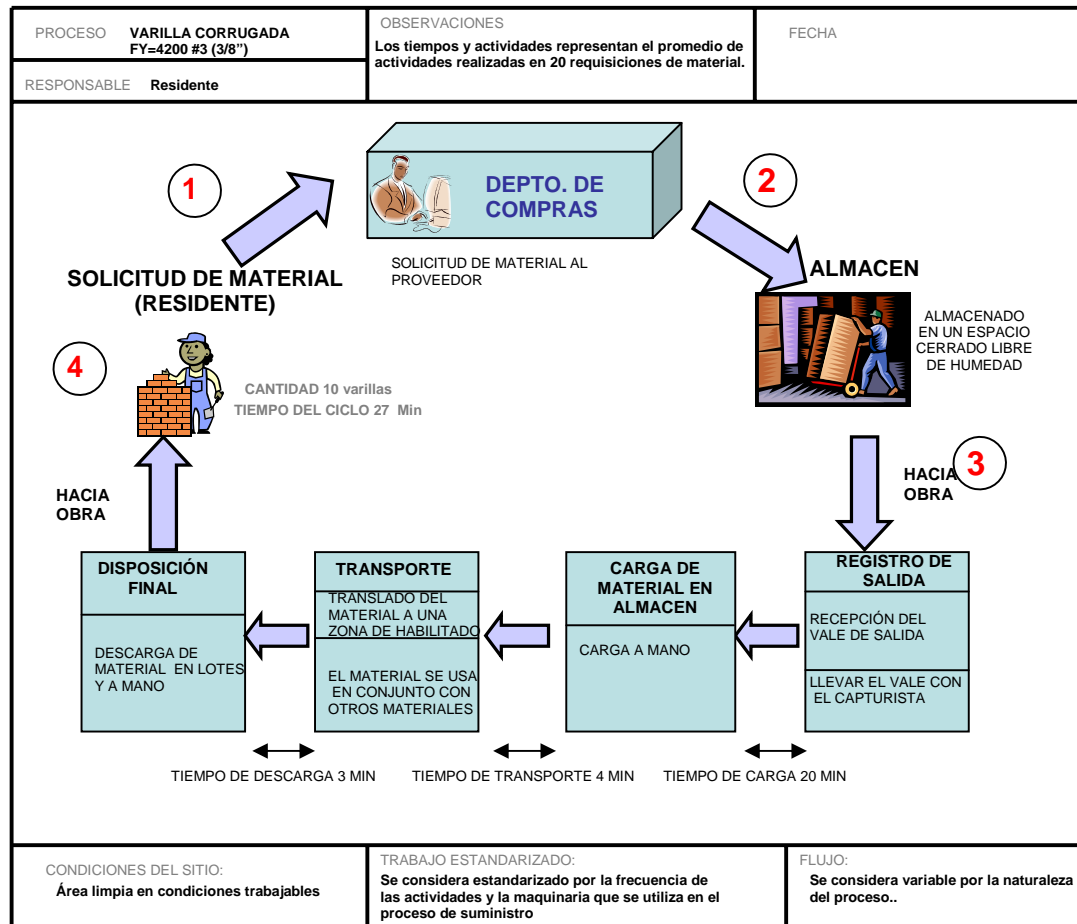 PROCESO VARILLA CORRUGADA
FY=4200 #3 (3/8”)
RESPONSABLE Residente
OBSERVACIONES
Los tiempos y actividades representan el promedio de
actividades realizadas en 20 requisiciones de material.
FECHA
1
DEPTO. DE
COMPRAS
2
SOLICITUD DE MATERIAL AL
PROVEEDOR
SOLICITUD DE MATERIAL
(RESIDENTE)
ALMACEN
ALMACENADO
EN UN ESPACIO
CERRADO LIBRE
DE HUMEDAD
4
CANTIDAD 10 varillas
TIEMPO DEL CICLO 27 Min
HACIA
OBRA
3
HACIA
OBRA
DISPOSICIÓN
FINAL
DESCARGA DE
MATERIAL EN LOTES
Y A MANO
TRANSPORTE
TRANSLADO DEL
MATERIAL A UNA
ZONA DE HABILITADO
EL MATERIAL SE USA
EN CONJUNTO CON
OTROS MATERIALES
CARGA DE
MATERIAL EN
ALMACEN
CARGA A MANO
REGISTRO DE
SALIDA
RECEPCIÓN DEL
VALE DE SALIDA
LLEVAR EL VALE CON
EL CAPTURISTA
TIEMPO DE DESCARGA 3 MIN
TIEMPO DE TRANSPORTE 4 MIN
TIEMPO DE CARGA 20 MIN
CONDICIONES DEL SITIO:
Área limpia en condiciones trabajables
TRABAJO ESTANDARIZADO:
Se considera estandarizado por la frecuencia de
las actividades y la maquinaria que se utiliza en el
proceso de suministro
FLUJO:
Se considera variable por la naturaleza
del proceso..